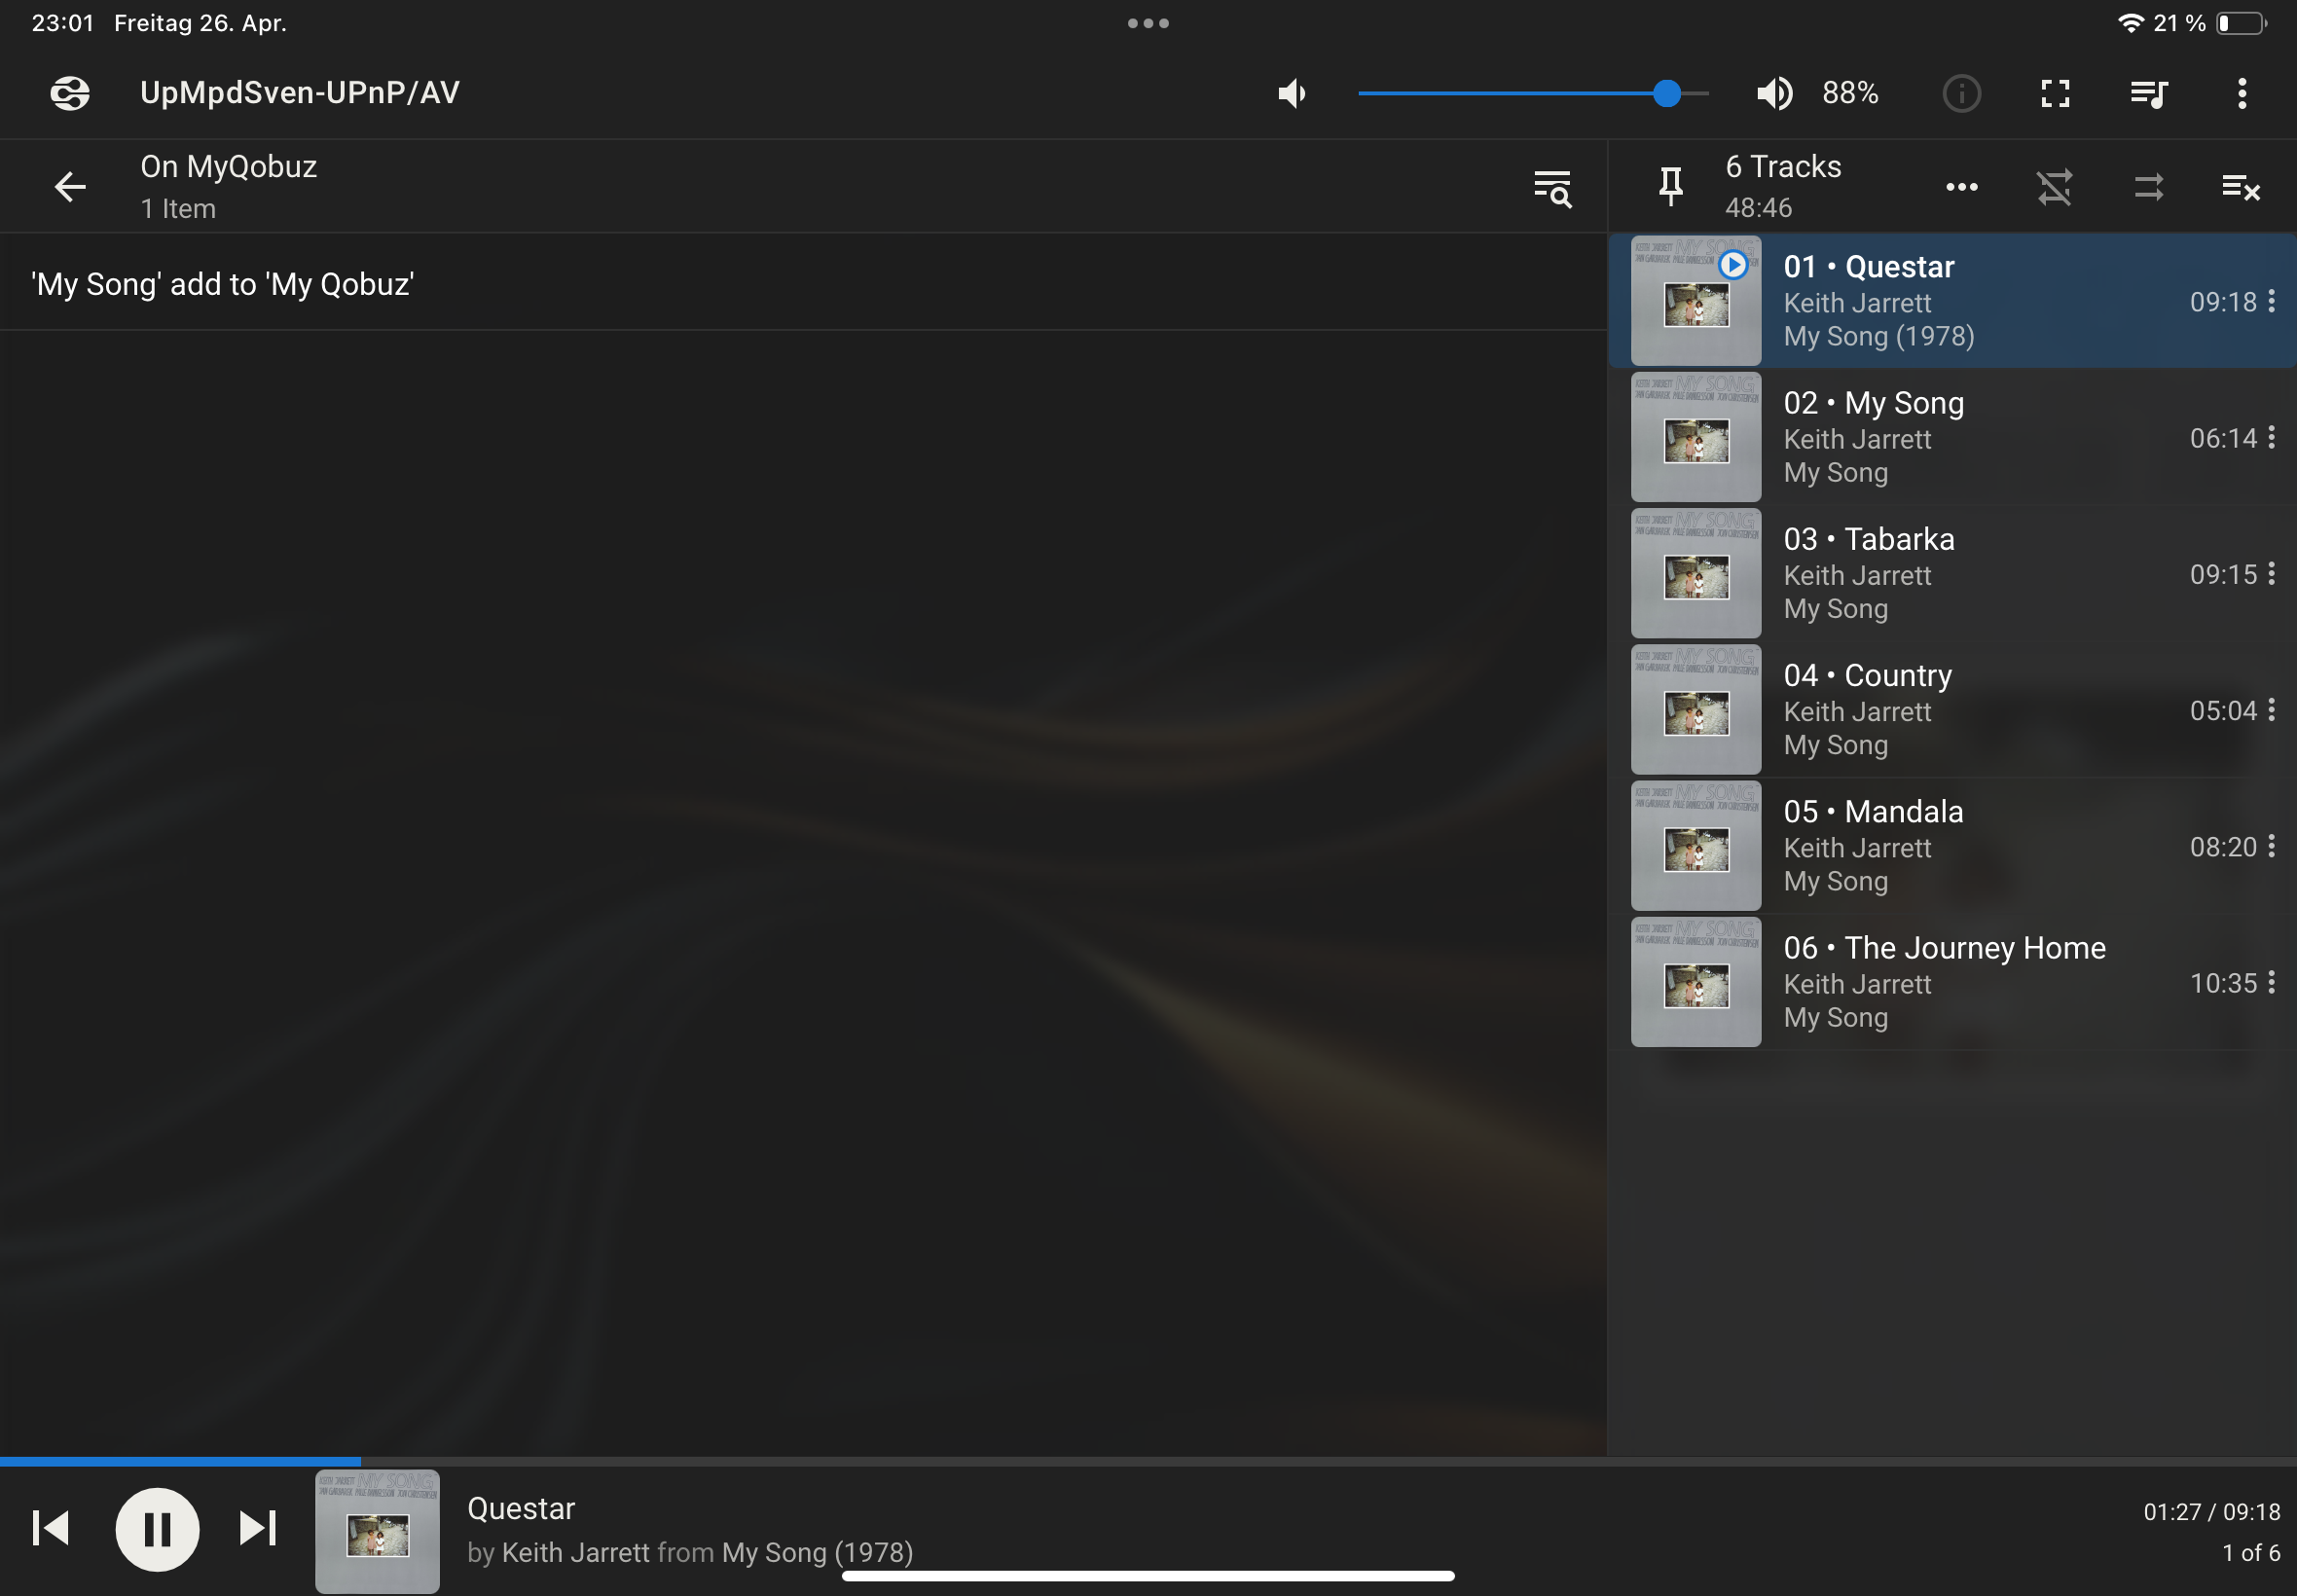 23:01 Freitag 26. Apr.
21 %
UpMpdSven-UPnP/AV
88%
On MyQobuz
1 Item
6 Tracks
48:46
'My Song' add to 'My Qobuz'
01 • Questar
Keith Jarrett
My Song (1978)
09:18
02 • My Song
Keith Jarrett
My Song
06:14
03 • Tabarka
Keith Jarrett
My Song
09:15
04 • Country
Keith Jarrett
My Song
05:04
05 • Mandala
Keith Jarrett
My Song
08:20
06 • The Journey Home
Keith Jarrett
My Song
10:35
KEITH JARRETT MY SONG
Questar
by Keith Jarrett from My Song (1978)
01:27 / 09:18
1 of 6